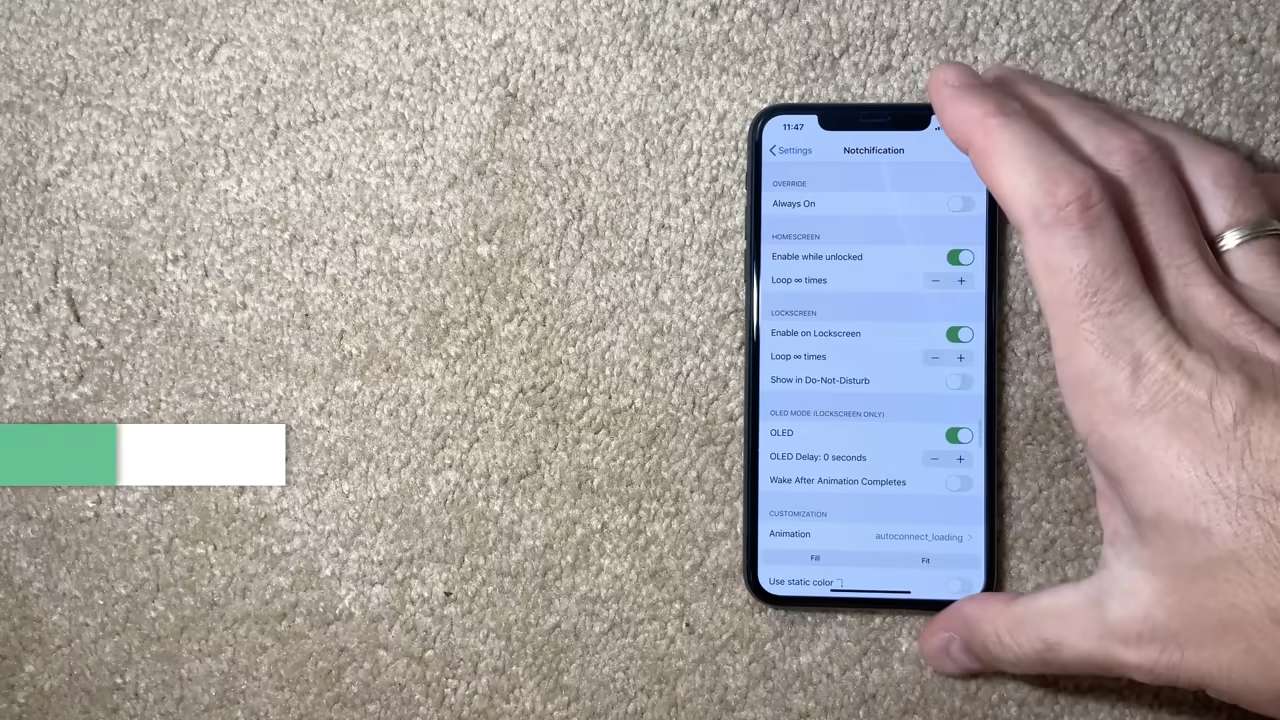 11:47
Settings
Notchification
OVERRIDE
Always On
HOMESCREEN
Enable while unlocked
Loop ∞ times
LOCKSCREEN
Enable on Lockscreen
Loop ∞ times
Show in Do-Not-Disturb
OLED MODE (LOCKSCREEN ONLY)
OLED
OLED Delay: 0 seconds
Wake After Animation Completes
CUSTOMIZATION
Animation autoconnect_loading
Fill Fit
Use static color